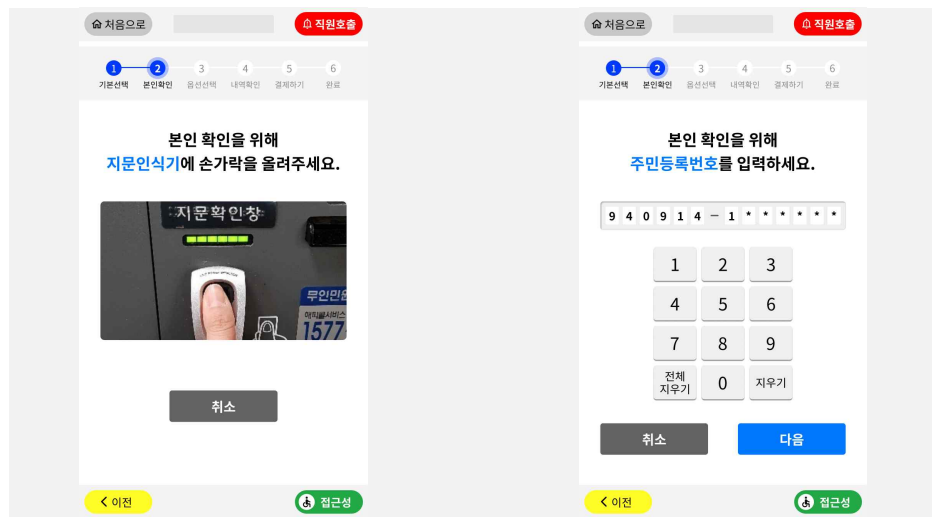 처음으로
직원호출
1 2 3 4 5 6
기본선택 본인확인 옵션선택 내역확인 결제하기 완료
본인 확인을 위해
지문인식기에 손가락을 올려주세요.
지문확인창
무인민원
1577-
취소
이전
접근성
처음으로
직원호출
1 2 3 4 5 6
기본선택 본인확인 옵션선택 내역확인 결제하기 완료
본인 확인을 위해
주민등록번호를 입력하세요.
9 4 0 9 1 4 - 1 * * * * * *
1 2 3
4 5 6
7 8 9
전체
지우기
0
지우기
취소
다음
이전
접근성